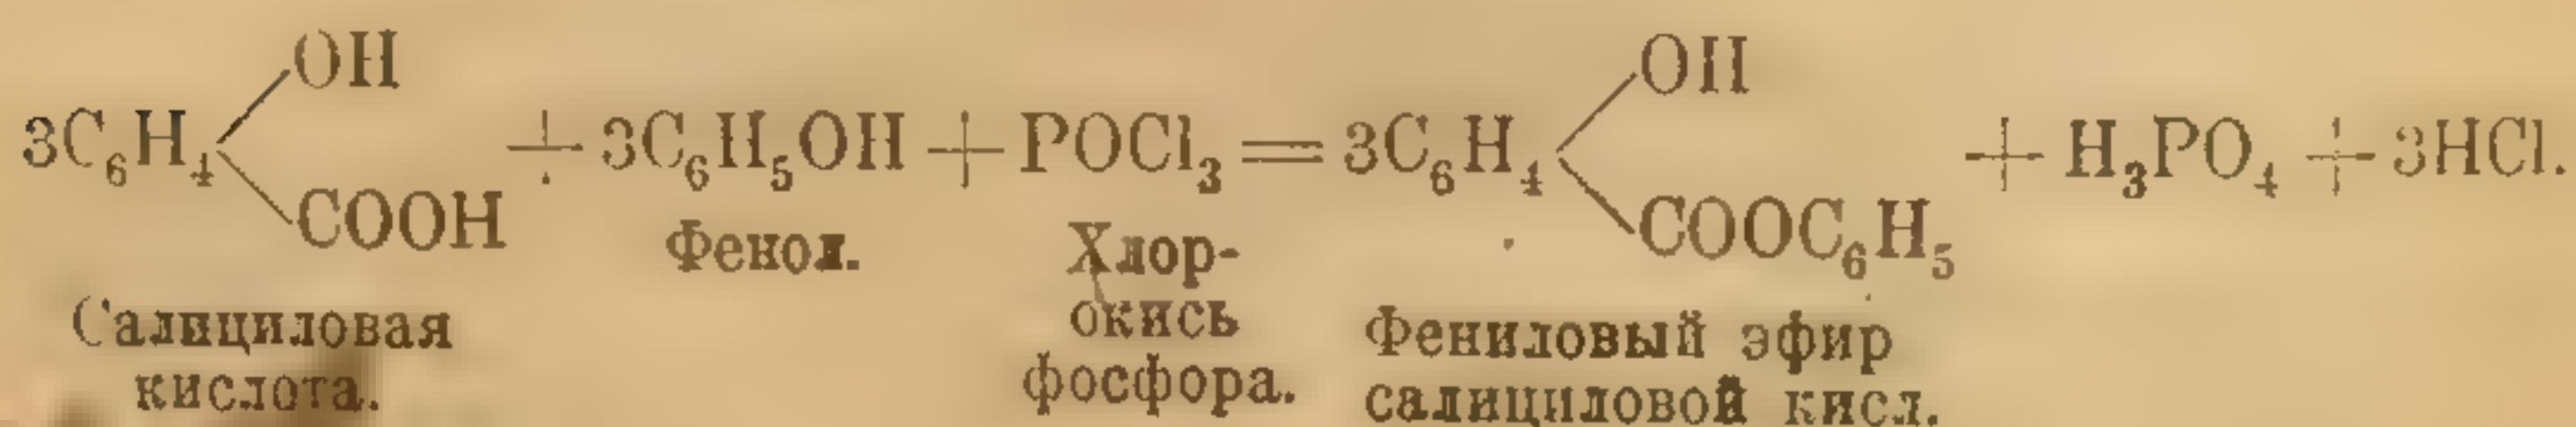 OH OH
3C₆H₄ + 3C₆H₅OH + POCl₃ = 3C₆H₄ + H₃PO₄ + 3HCl.
COOH COOC₆H₅
Фенол. Хлор-
окись
фосфора.
Салициловая
кислота.
Фениловый эфир
салициловой кисл.